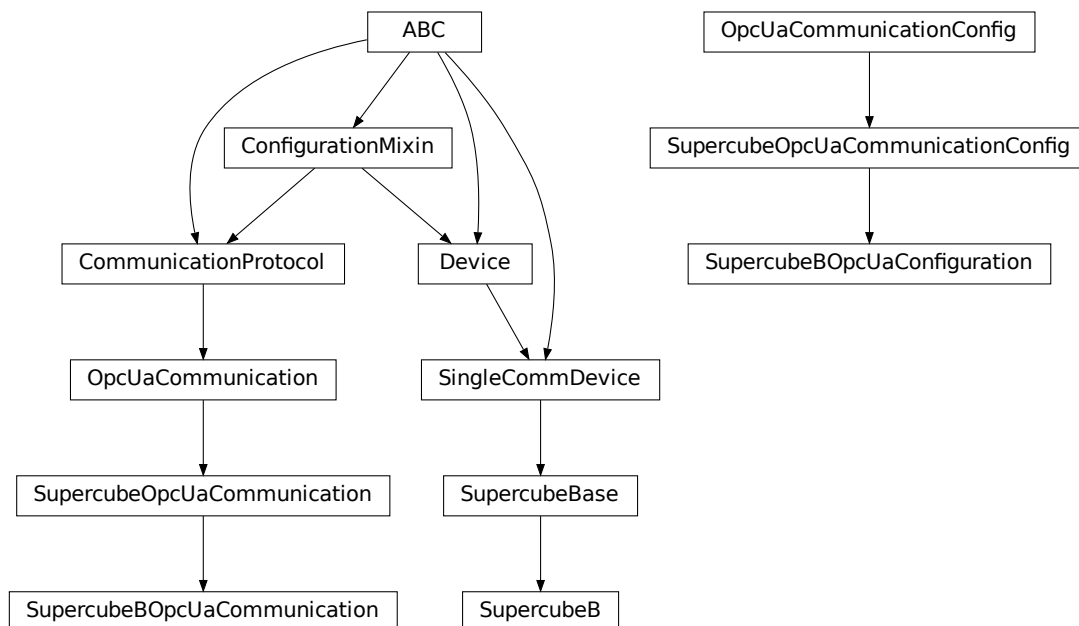 ABC
OpcUaCommunicationConfig
ConfigurationMixin
SupercubeOpcUaCommunicationConfig
CommunicationProtocol
Device
SupercubeBOpcUaConfiguration
OpcUaCommunication
SingleCommDevice
SupercubeOpcUaCommunication
SupercubeBase
SupercubeBOpcUaCommunication
SupercubeB